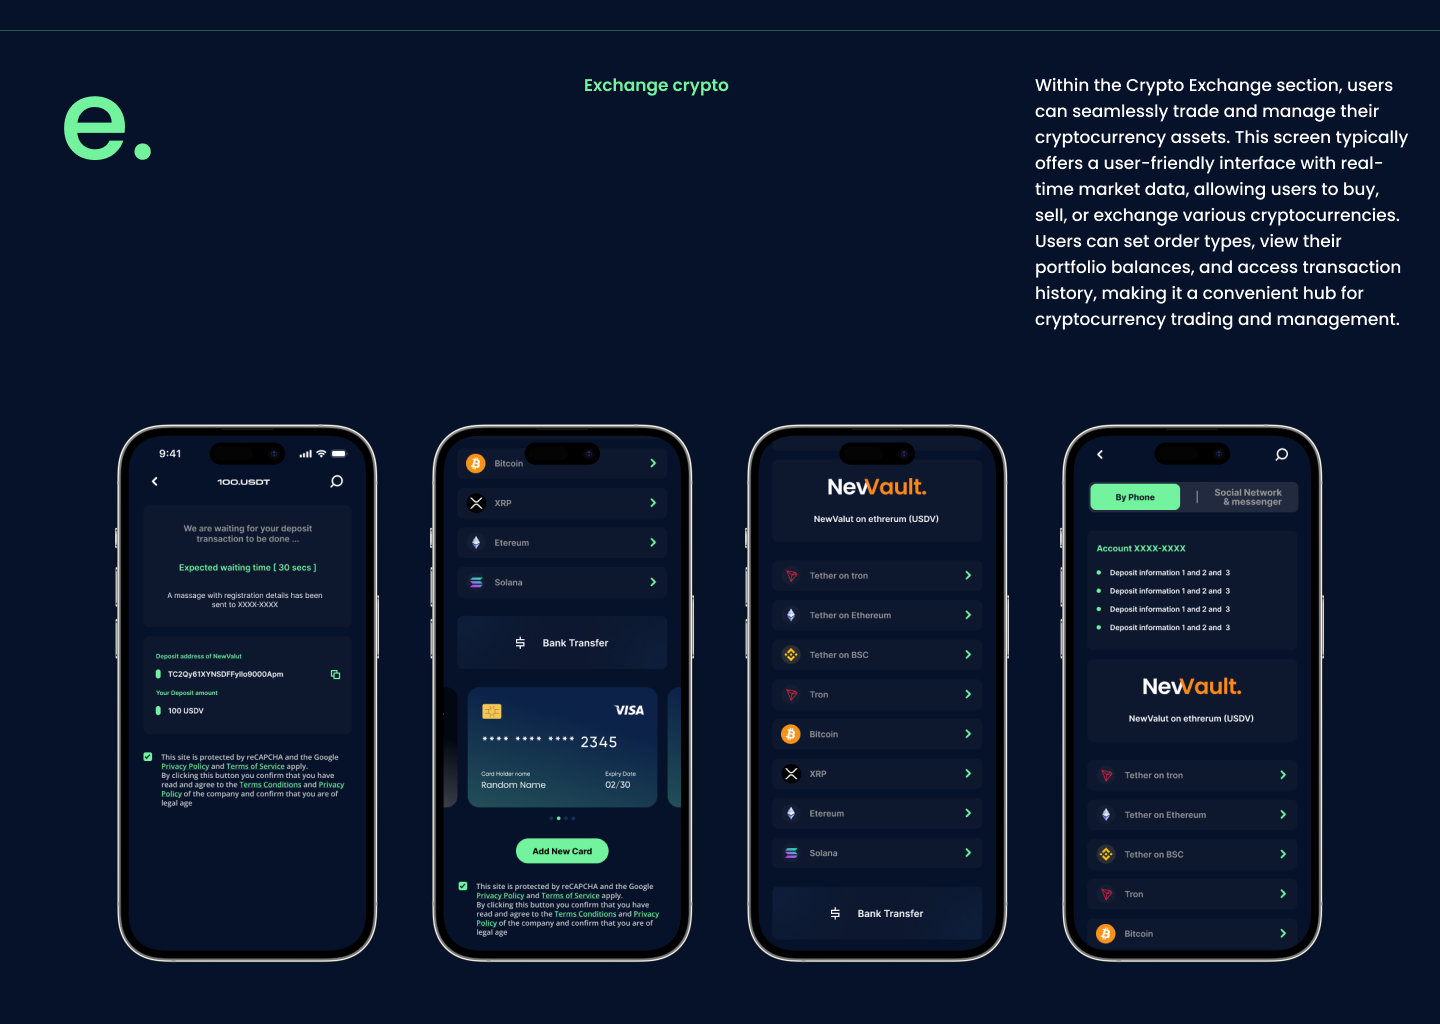 e.
Exchange crypto
Within the Crypto Exchange section, users
can seamlessly trade and manage their
cryptocurrency assets. This screen typically
offers a user-friendly interface with real-
time market data, allowing users to buy,
sell, or exchange various cryptocurrencies.
Users can set order types, view their
portfolio balances, and access transaction
history, making it a convenient hub for
cryptocurrency trading and management.
9:41
100.USDT
We are waiting for your deposit
transaction to be done ...
Expected waiting time [ 30 secs ]
A massage with registration details has been
sent to XXXX-XXXX
Deposit address of NewValut
TC2Qy61XYNSDFFyllo9000Apm
Your Deposit amount
100 USDV
This site is protected by reCAPCHA and the Google
Privacy Policy and Terms of Service apply.
By clicking this button you confirm that you have
read and agree to the Terms Conditions and Privacy
Policy of the company and confirm that you are of
legal age
Bitcoin
XRP
Etereum
Solana
Bank Transfer
VISA
**** **** **** 2345
Card Holder name
Expiry Date
Random Name
02/30
Add New Card
This site is protected by reCAPCHA and the Google
Privacy Policy and Terms of Service apply.
By clicking this button you confirm that you have
read and agree to the Terms Conditions and Privacy
Policy of the company and confirm that you are of
legal age
NewVault.
NewValut on ethrerum (USDV)
Tether on tron
Tether on Ethereum
Tether on BSC
Tron
Bitcoin
XRP
Etereum
Solana
Bank Transfer
By Phone
Social Network
& messenger
Account XXXX-XXXX
Deposit information 1 and 2 and 3
Deposit information 1 and 2 and 3
Deposit information 1 and 2 and 3
Deposit information 1 and 2 and 3
NewVault.
NewValut on ethrerum (USDV)
Tether on tron
Tether on Ethereum
Tether on BSC
Tron
Bitcoin